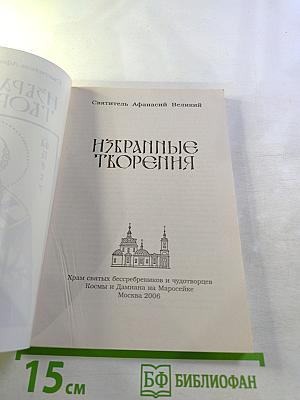 Святитель Афанасий Великий
ИЗБРАННЫЕ
ТВОРЕНИЯ
Храм святых бессребреников и чудотворцев
Космы и Дамиана на Маросейке
Москва 2006
15 см
БФ БИБЛИОФАН